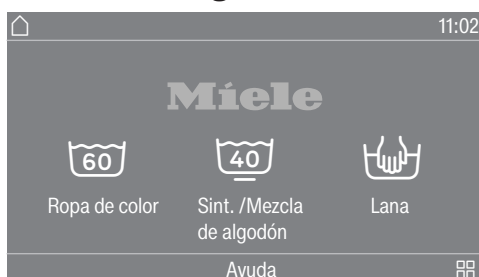 11:02
Miele
60
40
Ropa de color
Sint. /Mezcla
de algodón
Lana
Ayuda